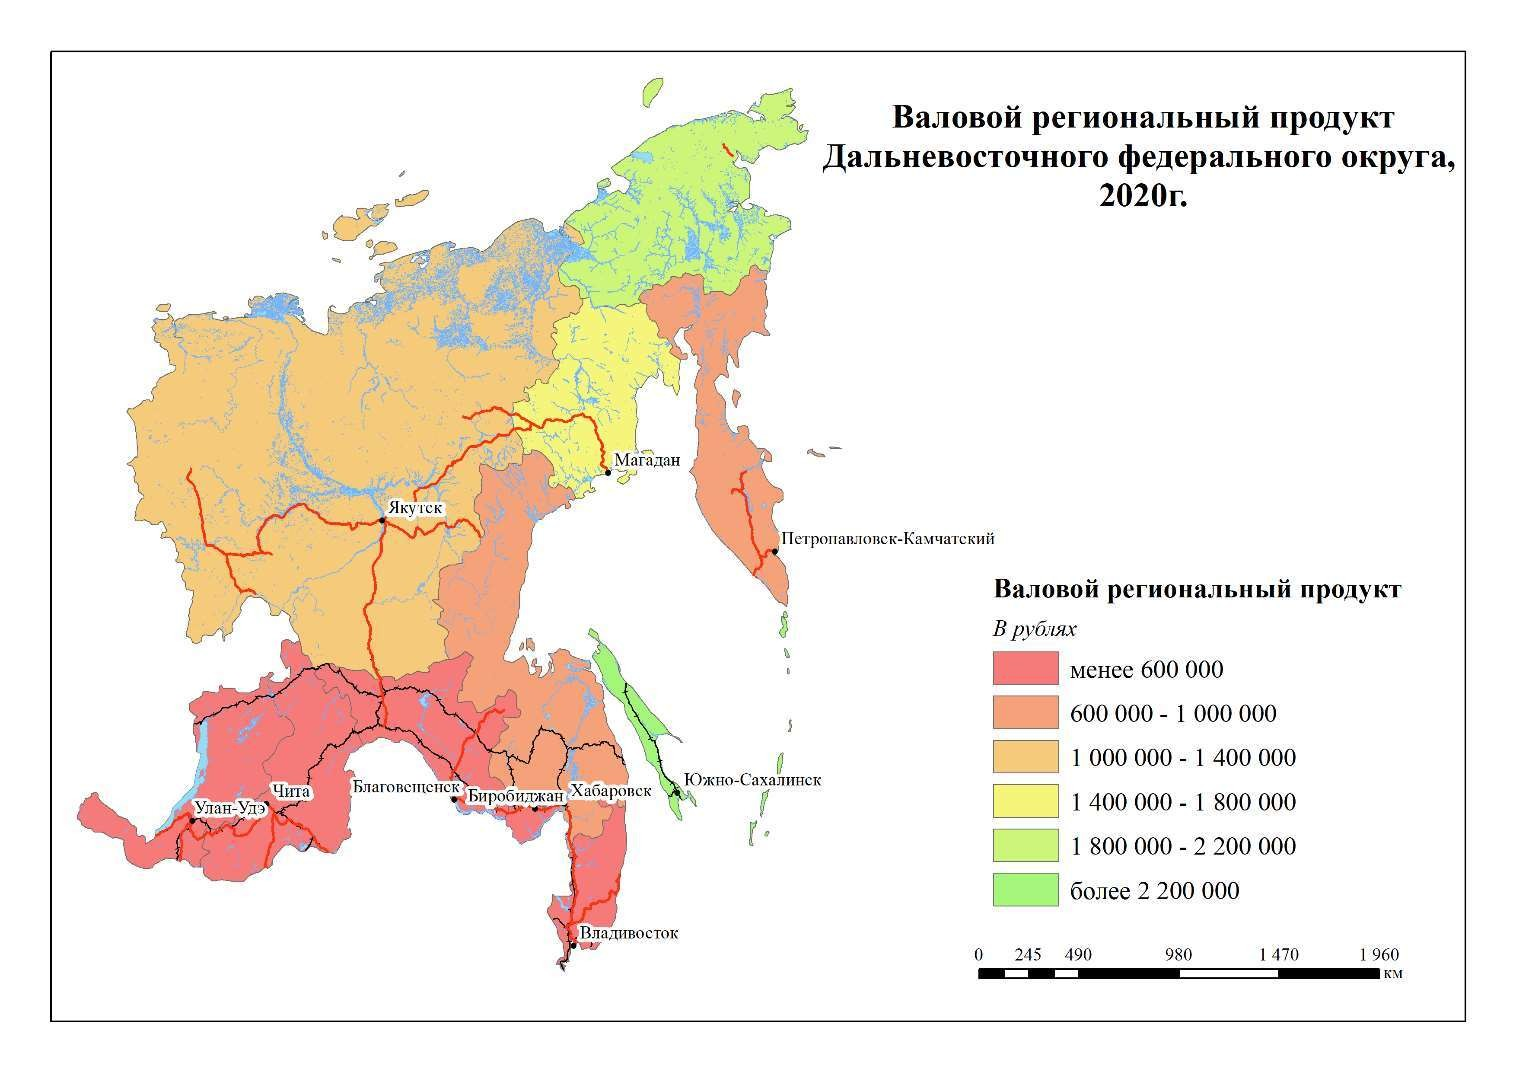 Валовой региональный продукт
Дальневосточного федерального округа,
2020г.
Магадан
Якутск
Петропавловск-Камчатский
Валовой региональный продукт
В рублях
менее 600 000
600 000 - 1 000 000
1 000 000 - 1 400 000
1 400 000 - 1 800 000
1 800 000 - 2 200 000
более 2 200 000
Южно-Сахалинск
Благовещенск
Биробиджан
Хабаровск
Чита
Улан-Удэ
Владивосток
0 245 490 980 1 470 1 960
км